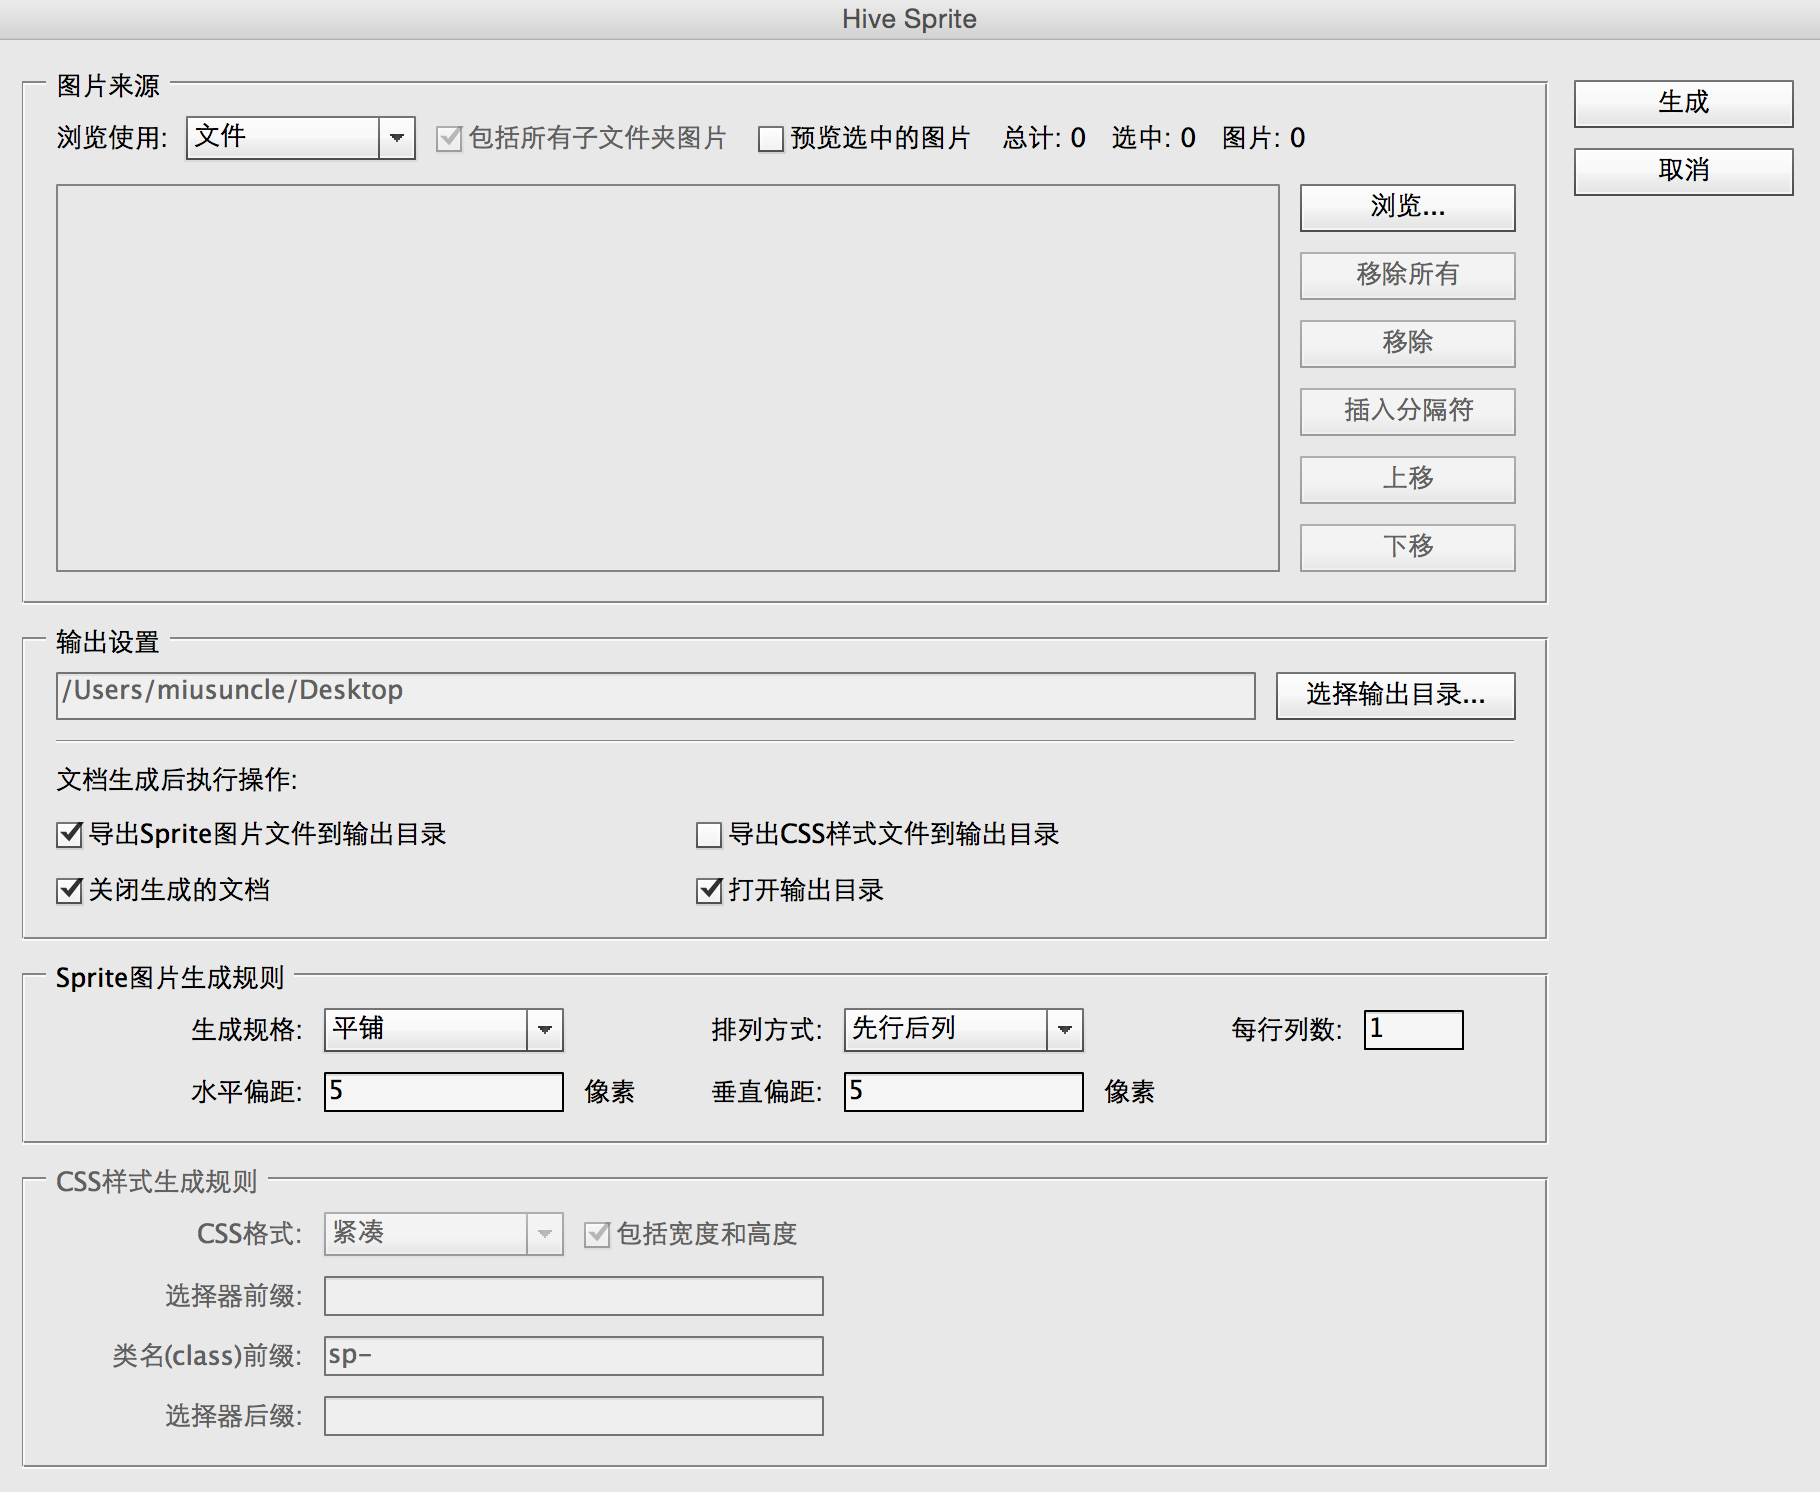 Hive Sprite
图片来源
生成
浏览使用: 文件 包括所有子文件夹图片 预览选中的图片 总计: 0 选中: 0 图片: 0
取消
浏览...
移除所有
移除
插入分隔符
上移
下移
输出设置
/Users/miusuncle/Desktop 选择输出目录...
文档生成后执行操作:
导出Sprite图片文件到输出目录 导出CSS样式文件到输出目录
关闭生成的文档 打开输出目录
Sprite图片生成规则
生成规格: 平铺 排列方式: 先行后列 每行列数: 1
水平偏距: 5 像素 垂直偏距: 5 像素
CSS样式生成规则
CSS格式: 紧凑 包括宽度和高度
选择器前缀:
类名(class)前缀: sp-
选择器后缀: